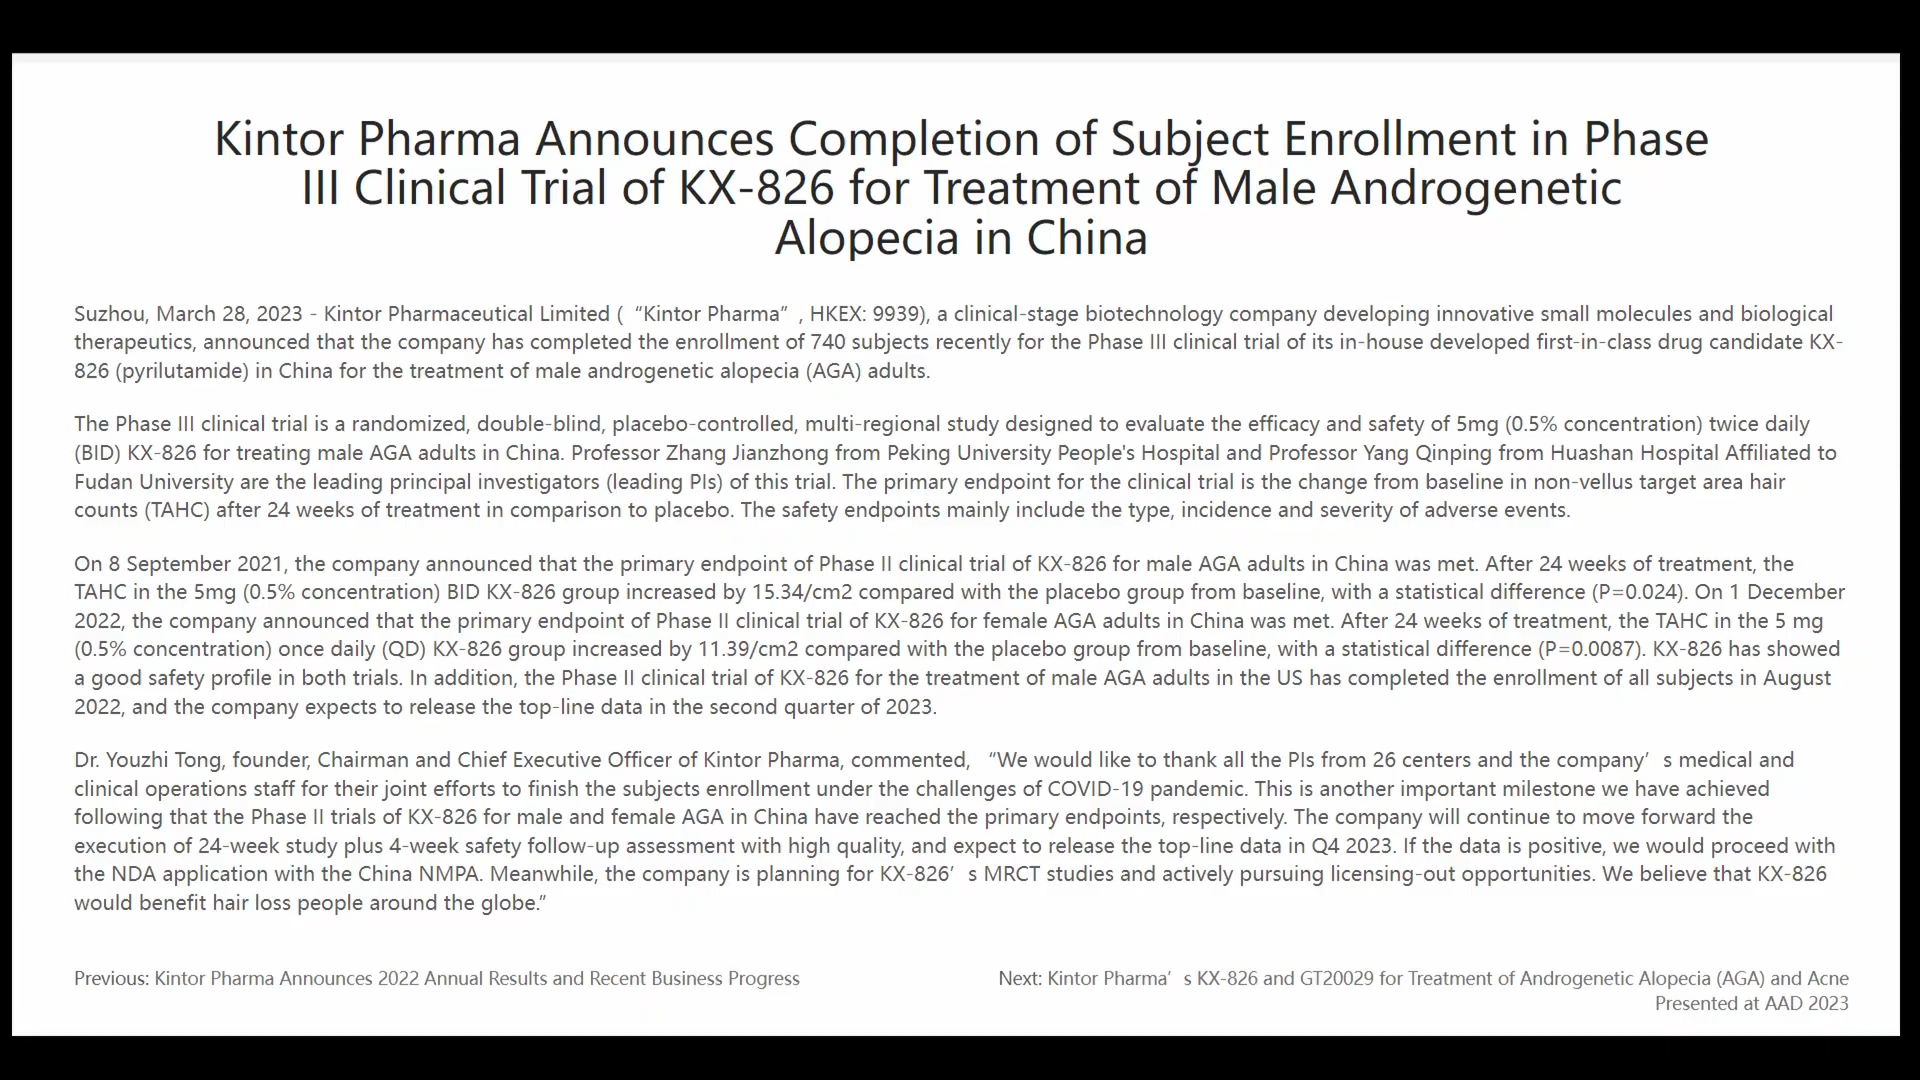 Kintor Pharma Announces Completion of Subject Enrollment in Phase
III Clinical Trial of KX-826 for Treatment of Male Androgenetic
Alopecia in China
Suzhou, March 28, 2023 - Kintor Pharmaceutical Limited (“Kintor Pharma”, HKEX: 9939), a clinical-stage biotechnology company developing innovative small molecules and biological
therapeutics, announced that the company has completed the enrollment of 740 subjects recently for the Phase III clinical trial of its in-house developed first-in-class drug candidate KX-
826 (pyrilutamide) in China for the treatment of male androgenetic alopecia (AGA) adults.
The Phase III clinical trial is a randomized, double-blind, placebo-controlled, multi-regional study designed to evaluate the efficacy and safety of 5mg (0.5% concentration) twice daily
(BID) KX-826 for treating male AGA adults in China. Professor Zhang Jianzhong from Peking University People's Hospital and Professor Yang Qinping from Huashan Hospital Affiliated to
Fudan University are the leading principal investigators (leading PIs) of this trial. The primary endpoint for the clinical trial is the change from baseline in non-vellus target area hair
counts (TAHC) after 24 weeks of treatment in comparison to placebo. The safety endpoints mainly include the type, incidence and severity of adverse events.
On 8 September 2021, the company announced that the primary endpoint of Phase II clinical trial of KX-826 for male AGA adults in China was met. After 24 weeks of treatment, the
TAHC in the 5mg (0.5% concentration) BID KX-826 group increased by 15.34/cm2 compared with the placebo group from baseline, with a statistical difference (P=0.024). On 1 December
2022, the company announced that the primary endpoint of Phase II clinical trial of KX-826 for female AGA adults in China was met. After 24 weeks of treatment, the TAHC in the 5 mg
(0.5% concentration) once daily (QD) KX-826 group increased by 11.39/cm2 compared with the placebo group from baseline, with a statistical difference (P=0.0087). KX-826 has showed
a good safety profile in both trials. In addition, the Phase II clinical trial of KX-826 for the treatment of male AGA adults in the US has completed the enrollment of all subjects in August
2022, and the company expects to release the top-line data in the second quarter of 2023.
Dr. Youzhi Tong, founder, Chairman and Chief Executive Officer of Kintor Pharma, commented, “We would like to thank all the PIs from 26 centers and the company’s medical and
clinical operations staff for their joint efforts to finish the subjects enrollment under the challenges of COVID-19 pandemic. This is another important milestone we have achieved
following that the Phase II trials of KX-826 for male and female AGA in China have reached the primary endpoints, respectively. The company will continue to move forward the
execution of 24-week study plus 4-week safety follow-up assessment with high quality, and expect to release the top-line data in Q4 2023. If the data is positive, we would proceed with
the NDA application with the China NMPA. Meanwhile, the company is planning for KX-826’s MRCT studies and actively pursuing licensing-out opportunities. We believe that KX-826
would benefit hair loss people around the globe.”
Previous: Kintor Pharma Announces 2022 Annual Results and Recent Business Progress
Next: Kintor Pharma’s KX-826 and GT20029 for Treatment of Androgenetic Alopecia (AGA) and Acne
Presented at AAD 2023